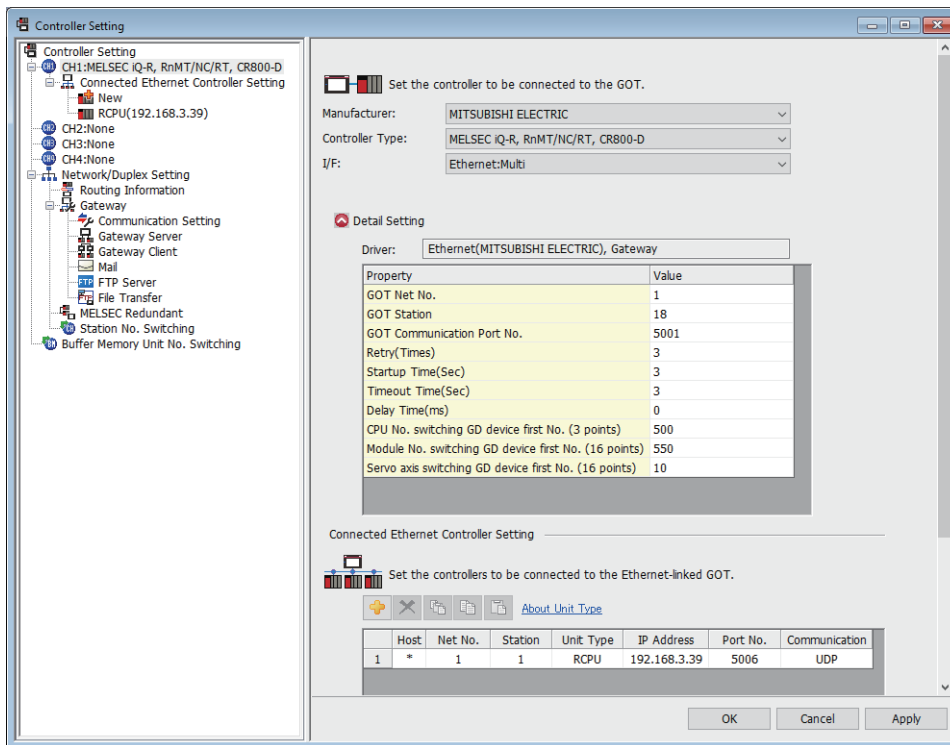 Controller Setting
Controller Setting
CH1:MELSEC iQ-R, RnMT/NC/RT, CR800-D
Connected Ethernet Controller Setting
New
RCPU(192.168.3.39)
CH2:None
CH3:None
CH4:None
Network/Duplex Setting
Routing Information
Gateway
Communication Setting
Gateway Server
Gateway Client
Mail
FTP Server
File Transfer
MELSEC Redundant
Station No. Switching
Buffer Memory Unit No. Switching
Set the controller to be connected to the GOT.
Manufacturer: MITSUBISHI ELECTRIC
Controller Type: MELSEC iQ-R, RnMT/NC/RT, CR800-D
I/F: Ethernet:Multi
Detail Setting
Driver: Ethernet(MITSUBISHI ELECTRIC), Gateway
Property Value
GOT Net No. 1
GOT Station 18
GOT Communication Port No. 5001
Retry(Times) 3
Startup Time(Sec) 3
Timeout Time(Sec) 3
Delay Time(ms) 0
CPU No. switching GD device first No. (3 points) 500
Module No. switching GD device first No. (16 points) 550
Servo axis switching GD device first No. (16 points) 10
Connected Ethernet Controller Setting
Set the controllers to be connected to the Ethernet-linked GOT.
About Unit Type
Host Net No. Station Unit Type IP Address Port No. Communication
1 * 1 1 RCPU 192.168.3.39 5006 UDP
OK Cancel Apply